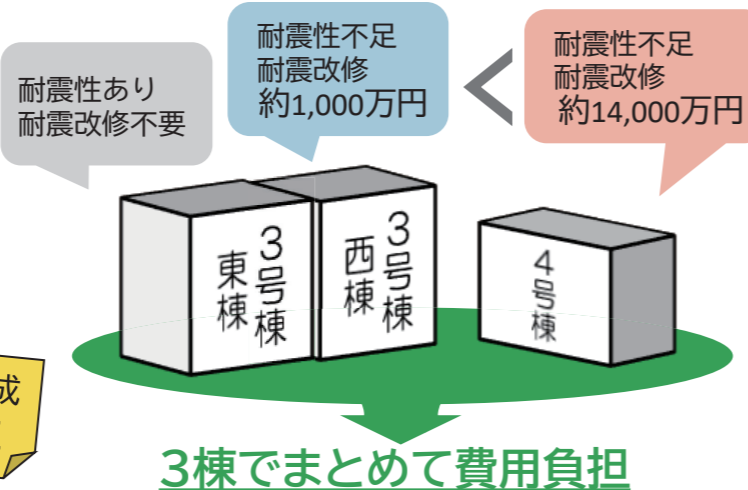 耐震性あり
耐震改修不要
耐震性不足
耐震改修
約1,000万円
<
耐震性不足
耐震改修
約14,000万円
3号棟
東棟
3号棟
西棟
4号棟
成
3棟でまとめて費用負担